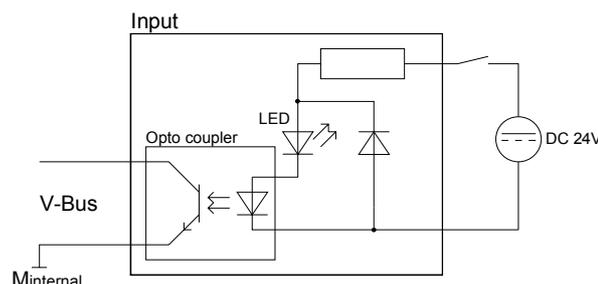 Input
LED
Opto coupler
DC 24V
V-Bus
Minternal